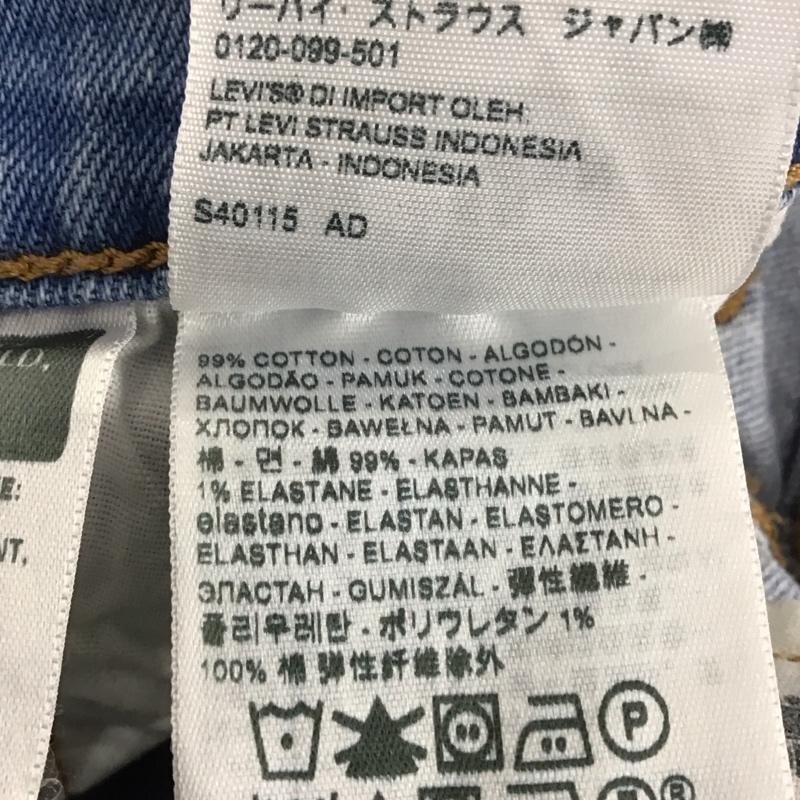 リーバイ・ストラウス ジャパン㈱
0120-099-501
LEVI'S® DI IMPORT OLEH:
PT LEVI STRAUSS INDONESIA
JAKARTA - INDONESIA
S40115 AD
LD,
E:
NT,
99% COTTON - COTON - ALGODÓN -
ALGODÃO - PAMUK - COTONE -
BAUMWOLLE - KATOEN - BAMBAKI -
ХЛОПОК - BAWEŁNA - PAMUT - BAVLNA -
棉 - 면 - 綿 99% - KAPAS
1% ELASTANE - ELASTHANNE -
elastano - ELASTAN - ELASTOMERO -
ELASTHAN - ELASTAAN - ΕΛΑΣΤΑΝΗ -
ЭЛАСТАН - GUMISZÁL - 彈性纖維 -
폴리우레탄 - ポリウレタン 1%
100% 棉 弹性纤维除外
P